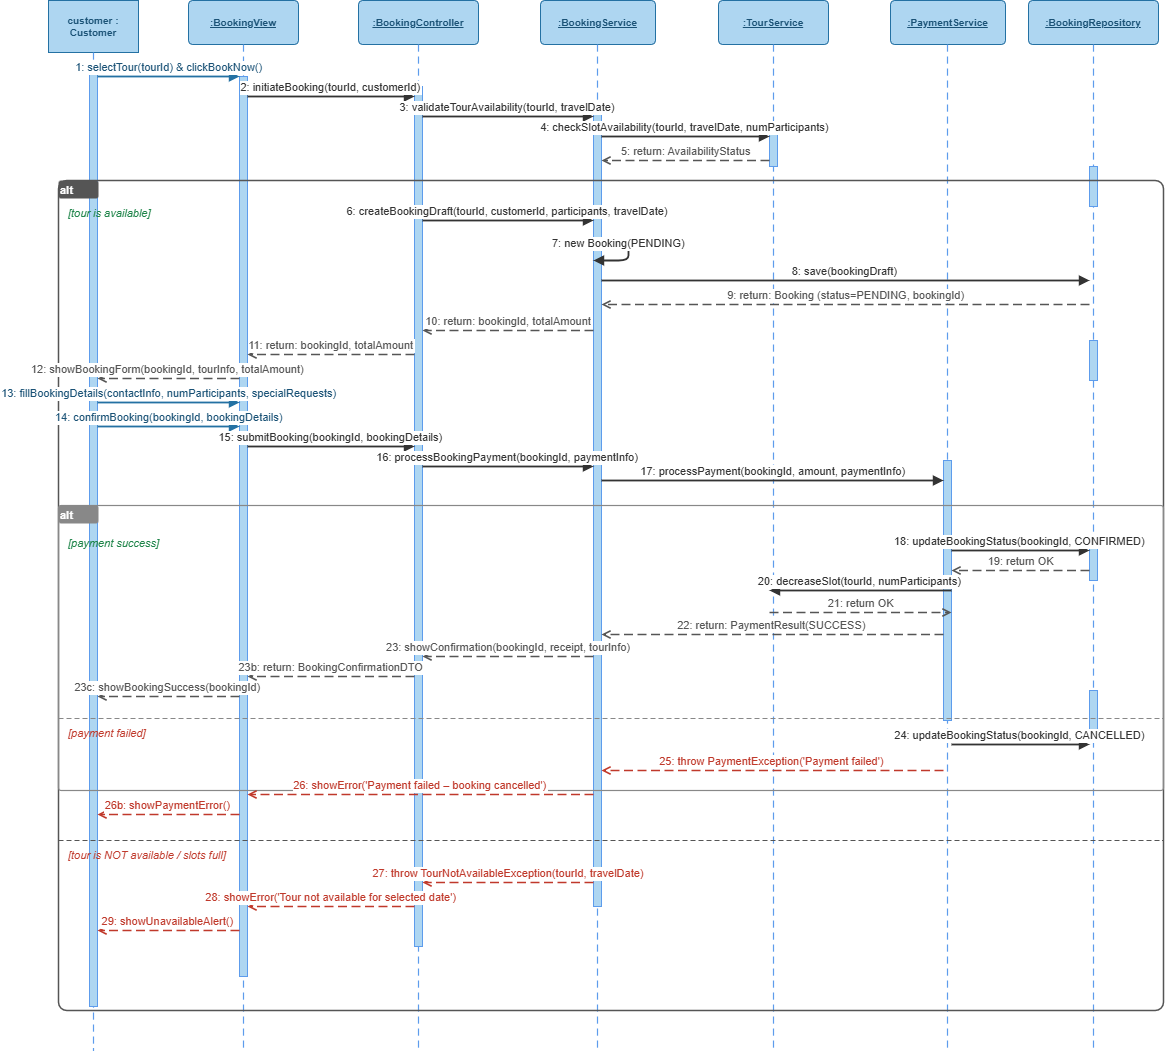 customer :
Customer
:BookingView
:BookingController
:BookingService
:TourService
:PaymentService
:BookingRepository
1: selectTour(tourId) & clickBookNow()
2: initiateBooking(tourId, customerId)
3: validateTourAvailability(tourId, travelDate)
4: checkSlotAvailability(tourId, travelDate, numParticipants)
5: return: AvailabilityStatus
alt
[tour is available]
6: createBookingDraft(tourId, customerId, participants, travelDate)
7: new Booking(PENDING)
8: save(bookingDraft)
9: return: Booking (status=PENDING, bookingId)
10: return: bookingId, totalAmount
11: return: bookingId, totalAmount
12: showBookingForm(bookingId, tourInfo, totalAmount)
13: fillBookingDetails(contactInfo, numParticipants, specialRequests)
14: confirmBooking(bookingId, bookingDetails)
15: submitBooking(bookingId, bookingDetails)
16: processBookingPayment(bookingId, paymentInfo)
17: processPayment(bookingId, amount, paymentInfo)
alt
[payment success]
18: updateBookingStatus(bookingId, CONFIRMED)
19: return OK
20: decreaseSlot(tourId, numParticipants)
21: return OK
22: return: PaymentResult(SUCCESS)
23: showConfirmation(bookingId, receipt, tourInfo)
23b: return: BookingConfirmationDTO
23c: showBookingSuccess(bookingId)
[payment failed]
24: updateBookingStatus(bookingId, CANCELLED)
25: throw PaymentException('Payment failed')
26: showError('Payment failed – booking cancelled')
26b: showPaymentError()
[tour is NOT available / slots full]
27: throw TourNotAvailableException(tourId, travelDate)
28: showError('Tour not available for selected date')
29: showUnavailableAlert()